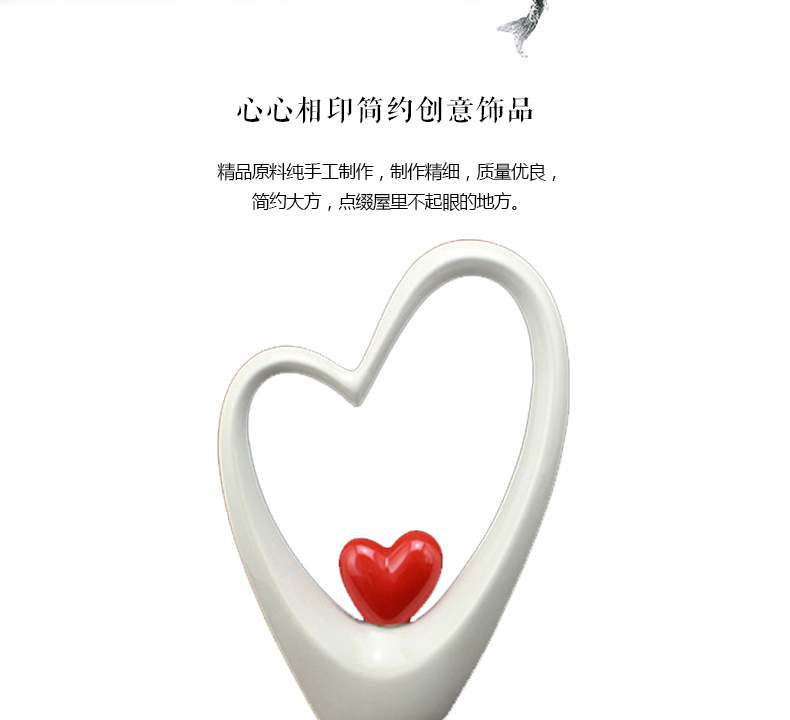 心心相印简约创意饰品
精品原料纯手工制作，制作精细，质量优良，
简约大方，点缀屋里不起眼的地方。